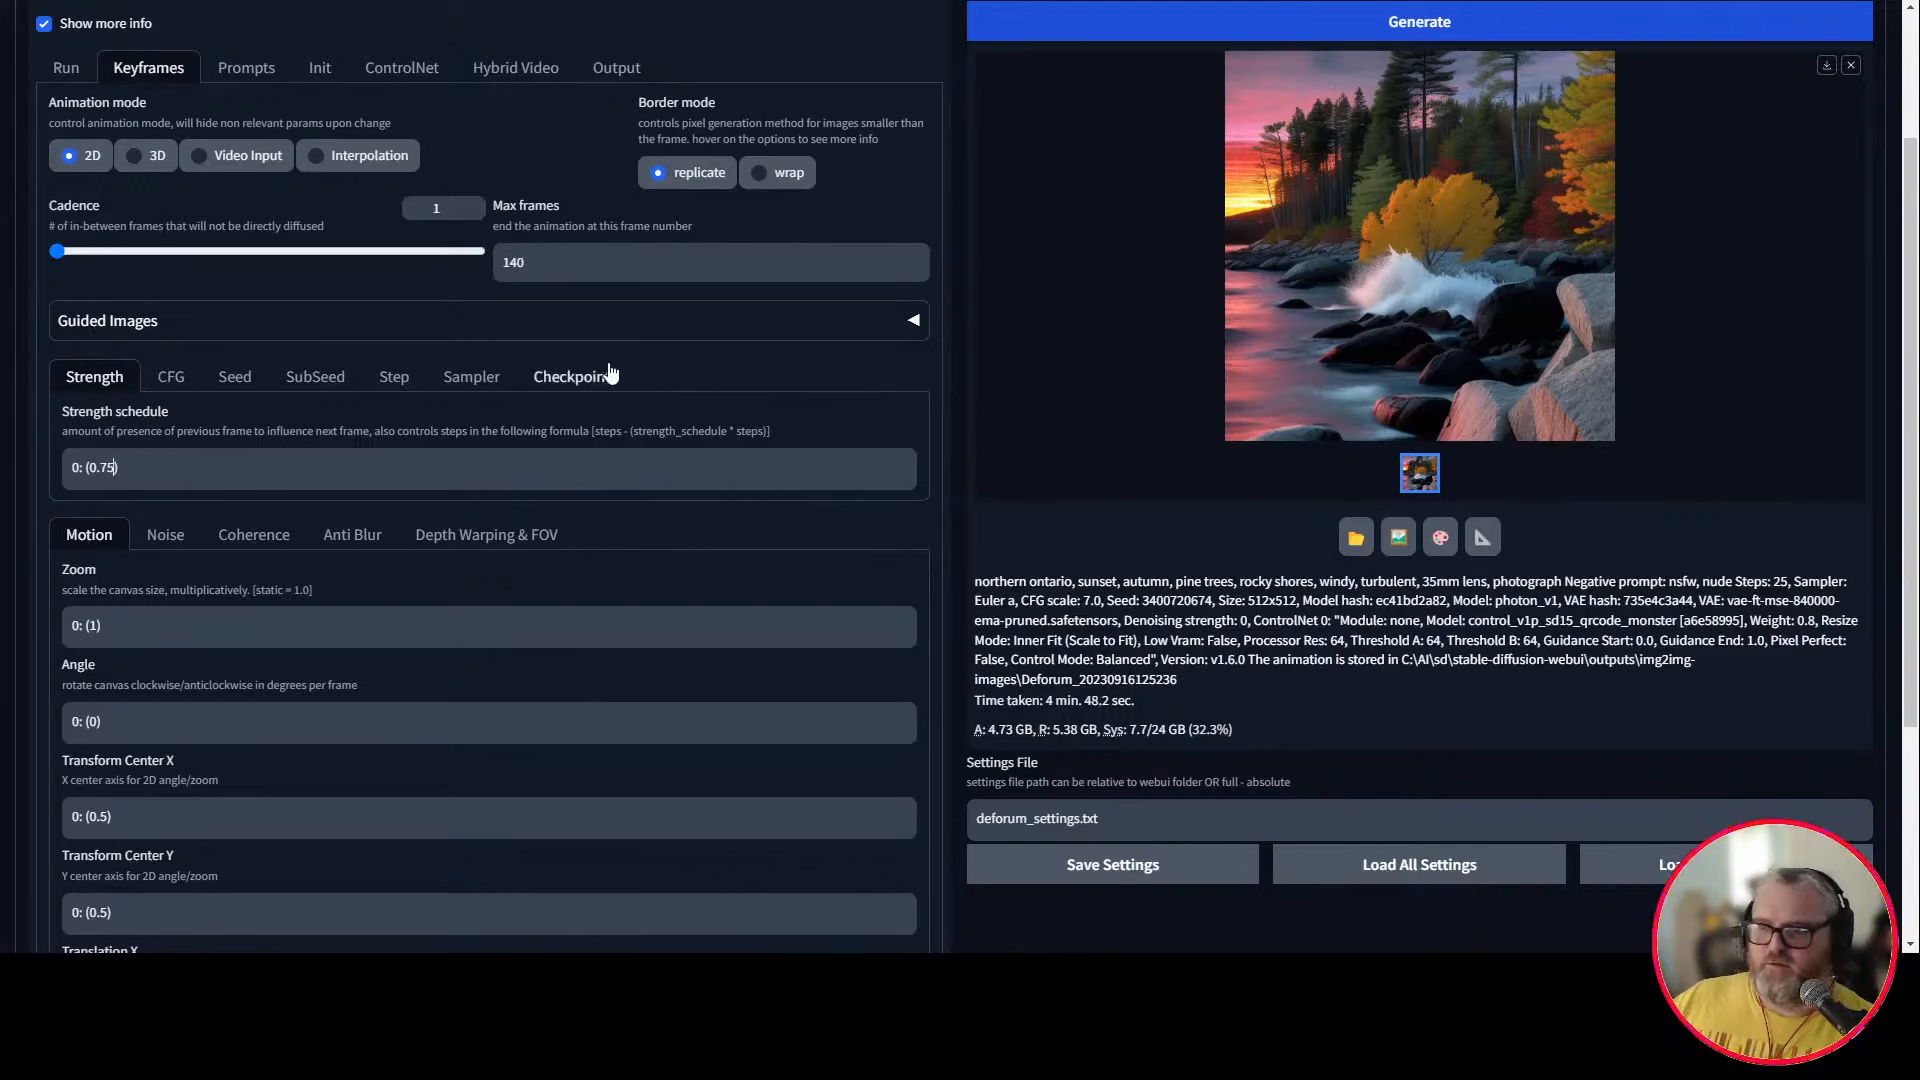 Show more info
Run
Keyframes
Prompts
Init
ControlNet
Hybrid Video
Output
Animation mode
control animation mode, will hide non relevant params upon change
2D
3D
Video Input
Interpolation
Border mode
controls pixel generation method for images smaller than
the frame. hover on the options to see more info
replicate
wrap
Cadence
1
# of in-between frames that will not be directly diffused
Max frames
end the animation at this frame number
140
Guided Images
Strength
CFG
Seed
SubSeed
Step
Sampler
Strength schedule
amount of presence of previous frame to influence next frame, also controls steps in the following formula [steps - (strength_schedule * steps)]
0: (0.75)
Motion
Noise
Coherence
Anti Blur
Depth Warping & FOV
Zoom
scale the canvas size, multiplicatively. [static = 1.0]
0: (1)
Angle
rotate canvas clockwise/anticlockwise in degrees per frame
0: (0)
Transform Center X
X center axis for 2D angle/zoom
0: (0.5)
Transform Center Y
Y center axis for 2D angle/zoom
0: (0.5)
Translation X
Generate
northern ontario, sunset, autumn, pine trees, rocky shores, windy, turbulent, 35mm lens, photograph Negative prompt: nsfw, nude Steps: 25, Sampler:
Euler a, CFG scale: 7.0, Seed: 3400720674, Size: 512x512, Model hash: ec41bd2a82, Model: photon_v1, VAE hash: 735e4c3a44, VAE: vae-ft-mse-840000-
ema-pruned.safetensors, Denoising strength: 0, ControlNet 0: "Module: none, Model: control_v1p_sd15_qrcode_monster [a6e58995], Weight: 0.8, Resize
Mode: Inner Fit (Scale to Fit), Low Vram: False, Processor Res: 64, Threshold A: 64, Threshold B: 64, Guidance Start: 0.0, Guidance End: 1.0, Pixel Perfect:
False, Control Mode: Balanced", Version: v1.6.0 The animation is stored in C:\AI\sd\stable-diffusion-webui\outputs\img2img-
images\Deforum_20230916125236
Time taken: 4 min. 48.2 sec.
A: 4.73 GB, R: 5.38 GB, Sys: 7.7/24 GB (32.3%)
Settings File
settings file path can be relative to webui folder OR full - absolute
deforum_settings.txt
Save Settings
Load All Settings